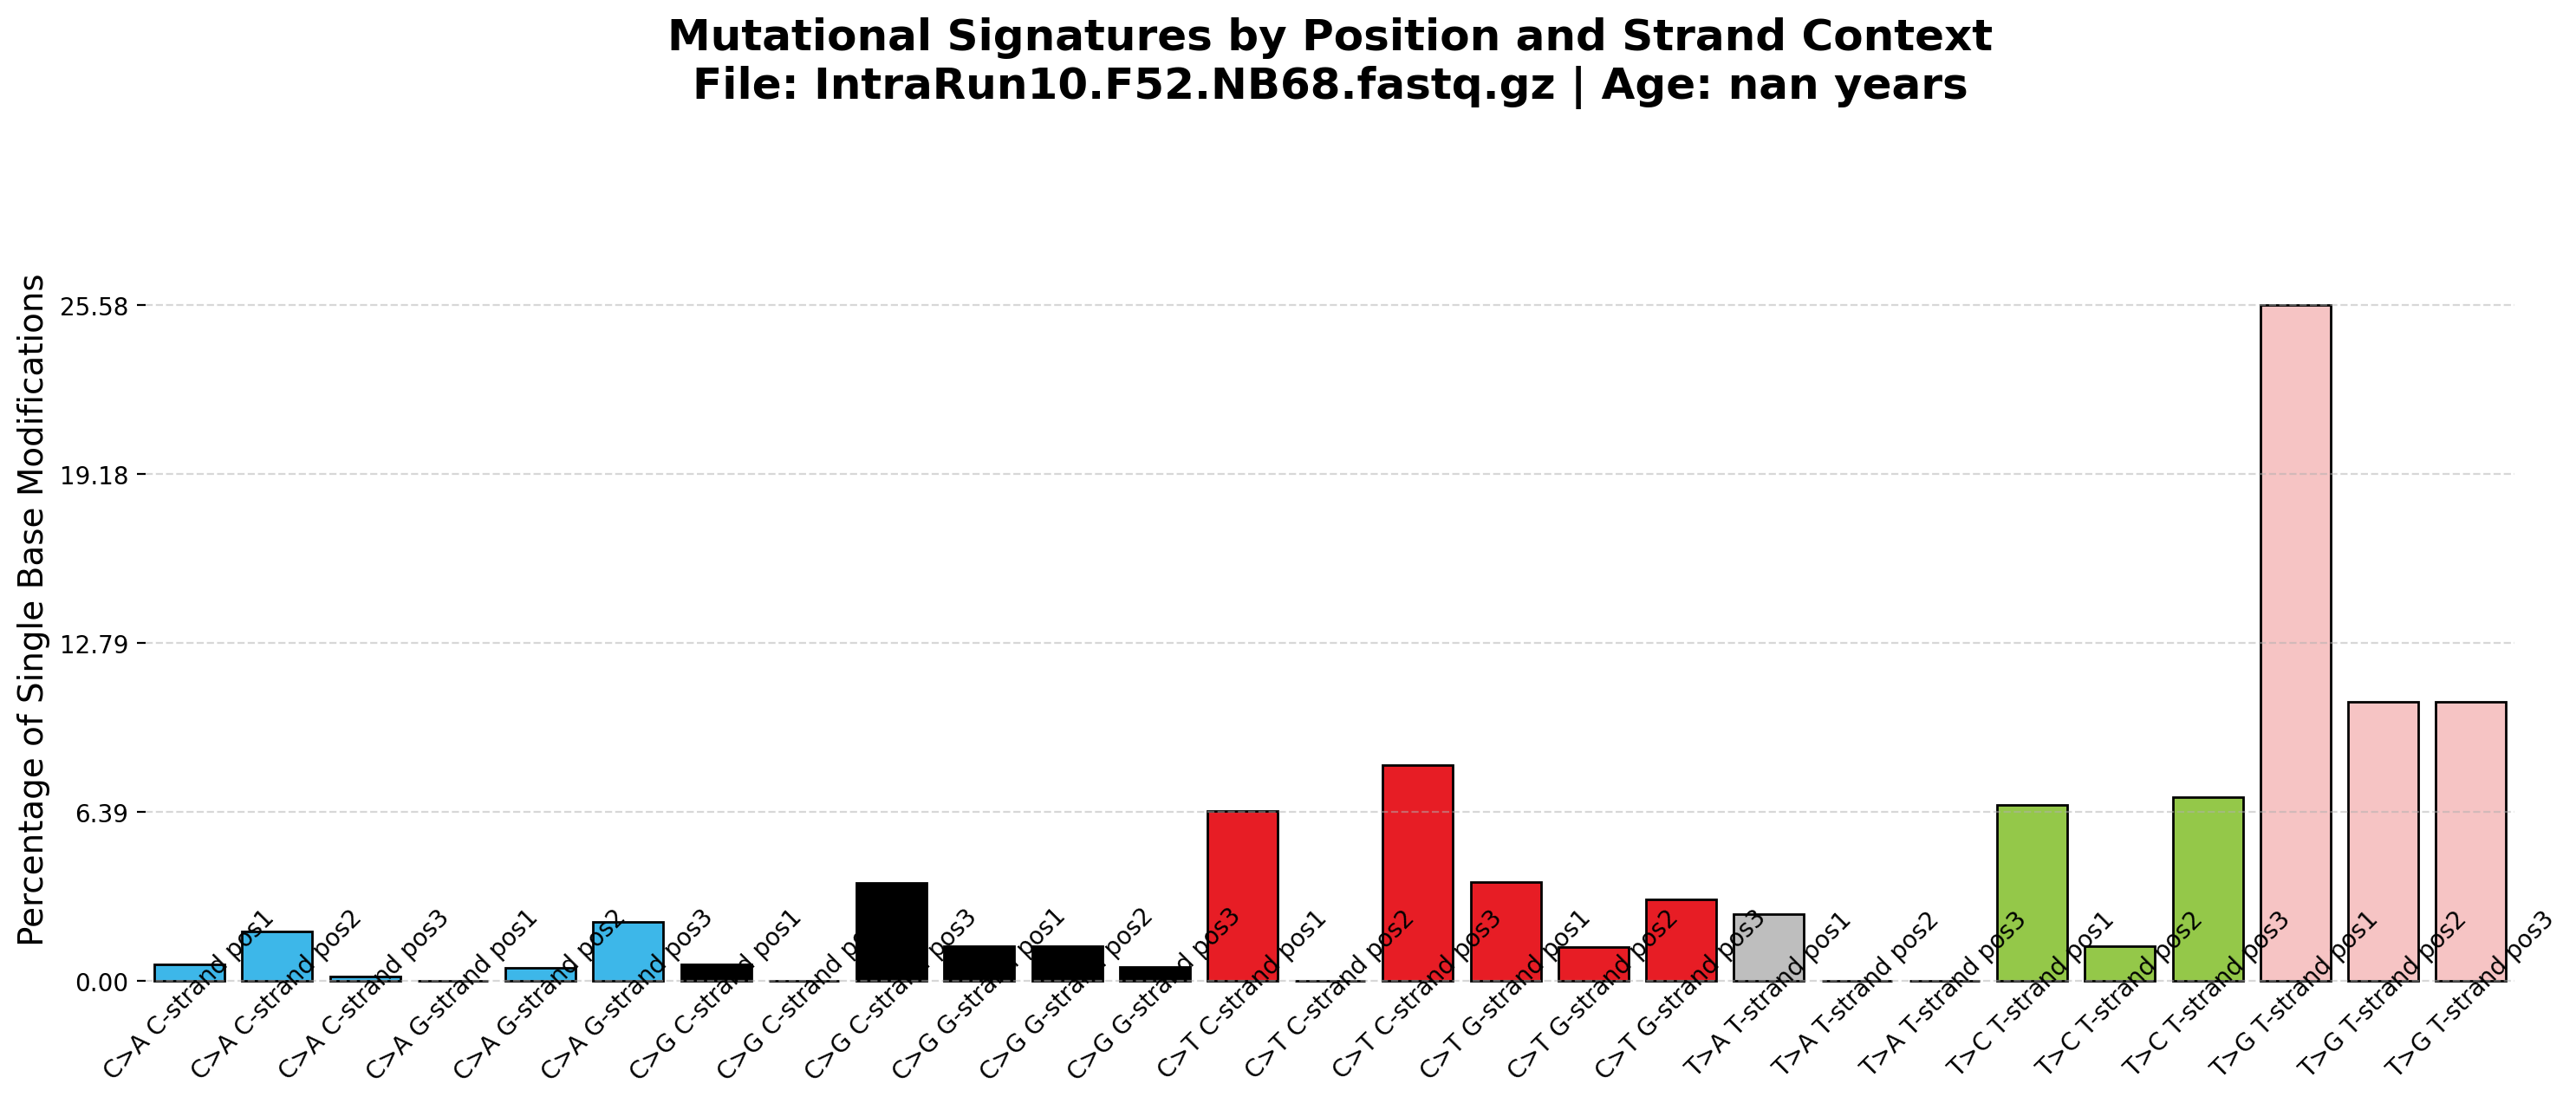 Mutational Signatures by Position and Strand Context
File: IntraRun10.F52.NB68.fastq.gz | Age: nan years
Percentage of Single Base Modifications
25.58
19.18
12.79
6.39
0.00
C>A C-strand pos1
C>A C-strand pos2
C>A C-strand pos3
C>A G-strand pos1
C>A G-strand pos2
C>A G-strand pos3
C>G C-strand pos1
C>G C-strand pos2
C>G C-strand pos3
C>G G-strand pos1
C>G G-strand pos2
C>G G-strand pos3
C>T C-strand pos1
C>T C-strand pos2
C>T C-strand pos3
C>T G-strand pos1
C>T G-strand pos2
C>T G-strand pos3
T>A T-strand pos1
T>A T-strand pos2
T>A T-strand pos3
T>C T-strand pos1
T>C T-strand pos2
T>C T-strand pos3
T>G T-strand pos1
T>G T-strand pos2
T>G T-strand pos3